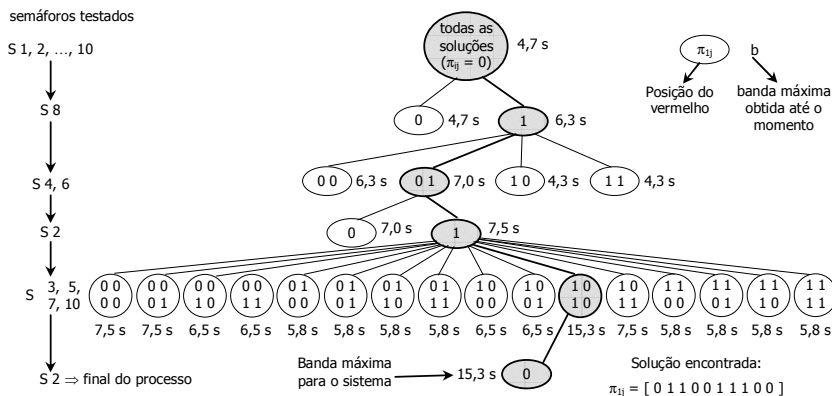 semáforos testados
S 1, 2, ..., 10
todas as
soluções
(πij = 0)
4,7 s
π1j
b
Posição do
vermelho
banda máxima
obtida até o
momento
S 8
0
4,7 s
1
6,3 s
S 4, 6
0 0
6,3 s
0 1
7,0 s
1 0
4,3 s
1 1
4,3 s
S 2
0
7,0 s
1
7,5 s
S 3, 5,
7, 10
0 0 0 0 0 0 0 0 0 1 0 1 0 1 0 1 1 0 1 0 1 0 1 0 1 1 1 1 1 1 1 1
0 0 0 1 1 0 1 1 0 0 0 1 1 0 1 1 0 0 0 1 1 0 1 1 0 0 0 1 1 0 1 1
7,5 s 7,5 s 6,5 s 6,5 s 5,8 s 5,8 s 5,8 s 5,8 s 6,5 s 6,5 s 15,3 s 7,5 s 5,8 s 5,8 s 5,8 s 5,8 s
S 2 ⇒ final do processo
Banda máxima
para o sistema
15,3 s
0
Solução encontrada:
π1j = [ 0 1 1 0 0 1 1 1 0 0 ]